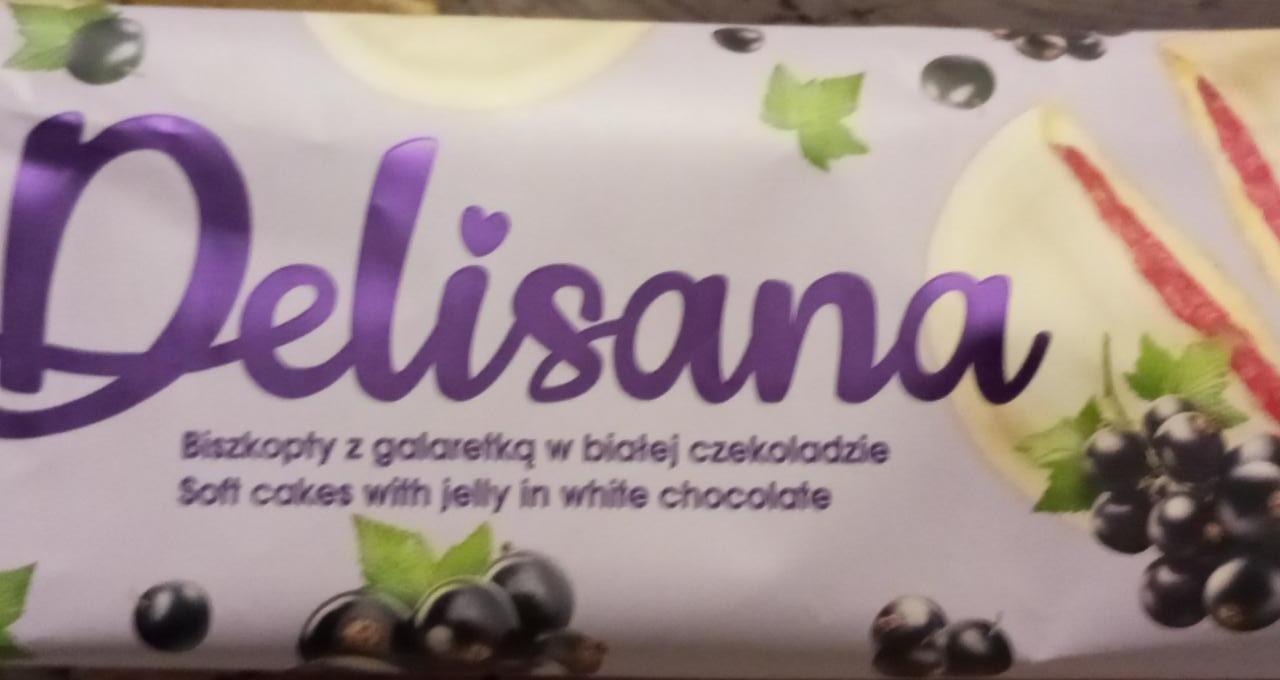 Delisana
Biszkopty z galaretką w białej czekoladzie
Soft cakes with jelly in white chocolate